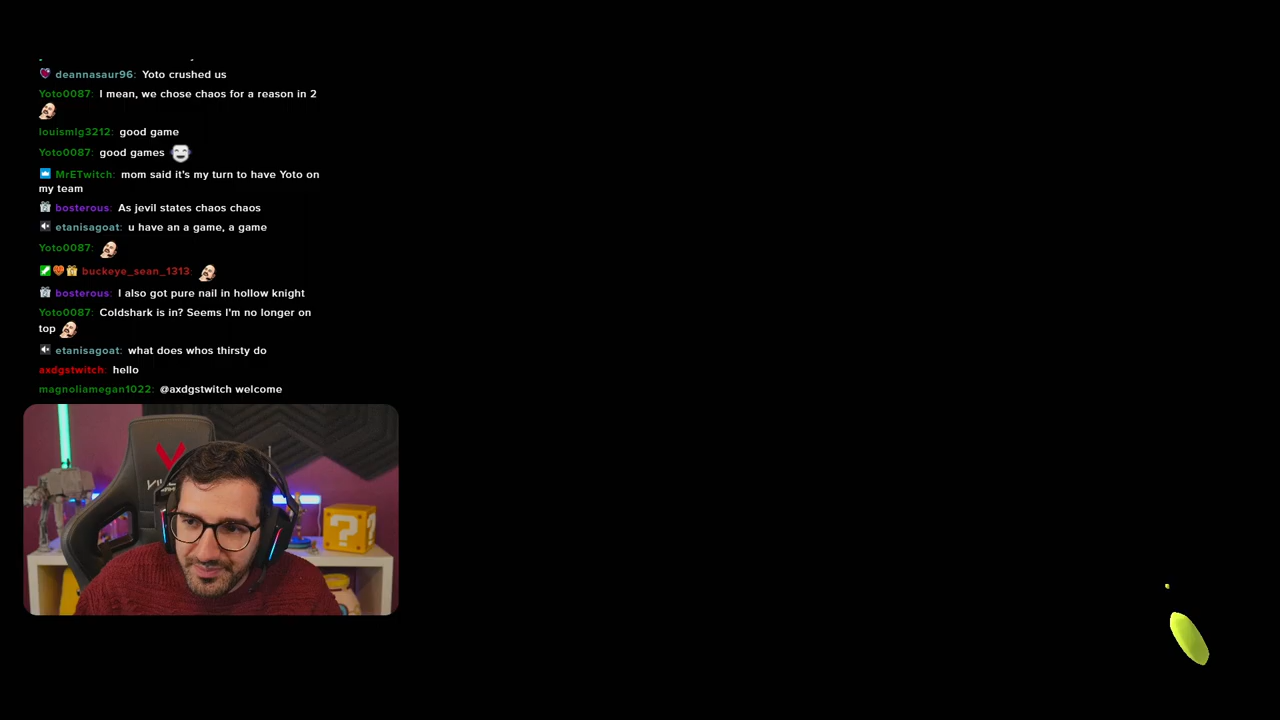 deannasaur96: Yoto crushed us
Yoto0087: I mean, we chose chaos for a reason in 2
louismlg3212: good game
Yoto0087: good games
MrETwitch: mom said it's my turn to have Yoto on
my team
bosterous: As jevil states chaos chaos
etanisagoat: u have an a game, a game
Yoto0087:
buckeye_sean_1313:
bosterous: I also got pure nail in hollow knight
Yoto0087: Coldshark is in? Seems I'm no longer on
top
etanisagoat: what does whos thirsty do
axdgstwitch: hello
magnoliamegan1022: @axdgstwitch welcome